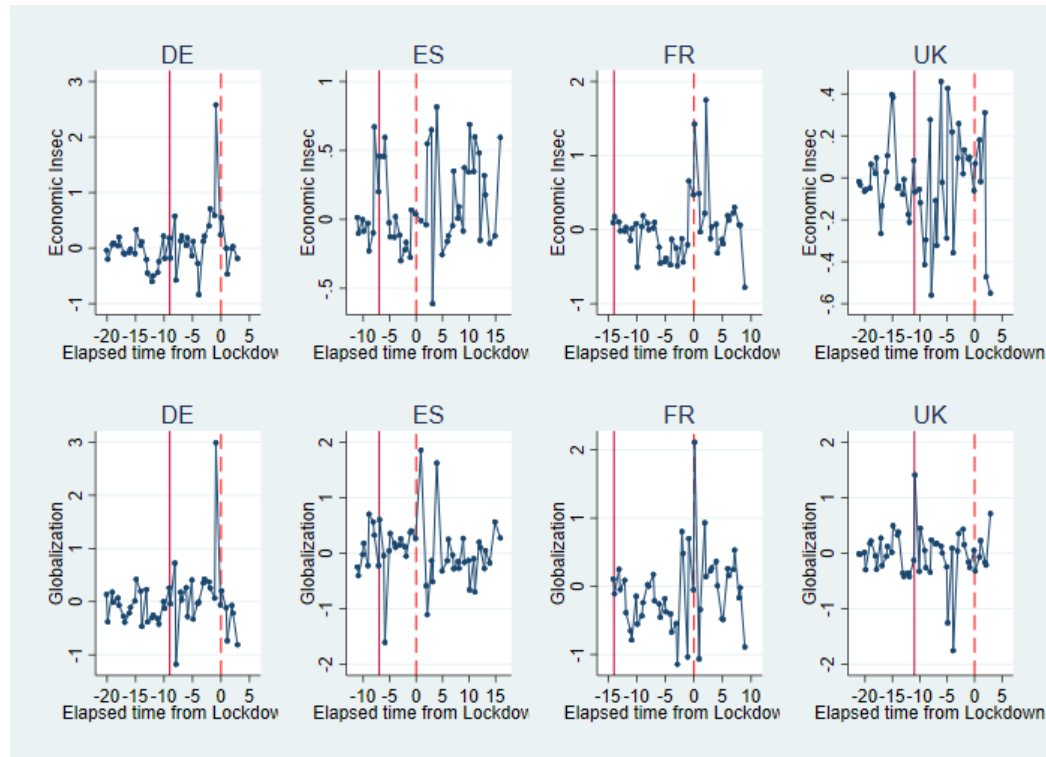 DE ES FR UK
Economic Insec Economic Insec Economic Insec Economic Insec
3 2 1 0 -1
1 .5 0 -.5
2 1 0 -1
.4 .2 0 -.2 -.4 -.6
-20 -15 -10 -5 0 5 -10 -5 0 5 10 15 -15 -10 -5 0 5 10 -20 -15 -10 -5 0 5
Elapsed time from Lockdow Elapsed time from Lockdow Elapsed time from Lockdow Elapsed time from Lockdown
DE ES FR UK
Globalization Globalization Globalization Globalization
3 2 1 0 -1
2 1 0 -1 -2
2 1 0 -1
2 1 0 -1 -2
-20 -15 -10 -5 0 5 -10 -5 0 5 10 15 -15 -10 -5 0 5 10 -20 -15 -10 -5 0 5
Elapsed time from Lockdow Elapsed time from Lockdow Elapsed time from Lockdow Elapsed time from Lockdown